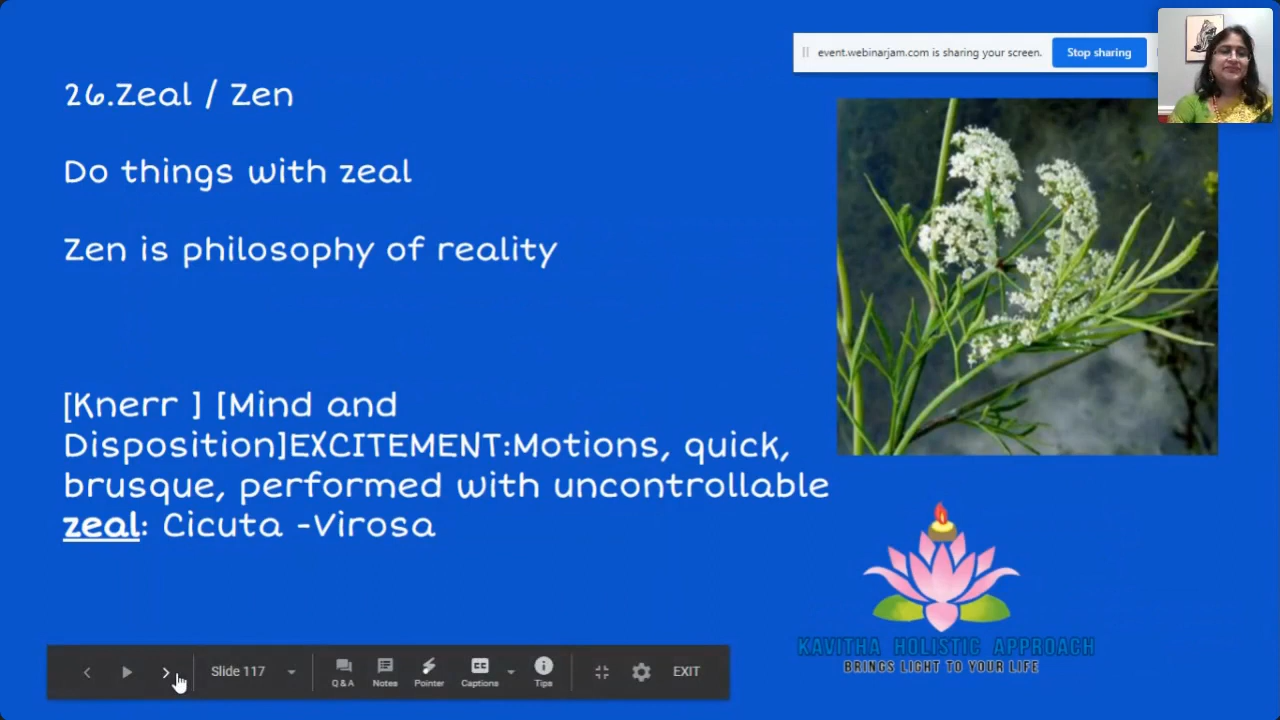 event.webinarjam.com is sharing your screen. Stop sharing
26.Zeal / Zen
Do things with zeal
Zen is philosophy of reality
[Knerr ] [Mind and
Disposition]EXCITEMENT:Motions, quick,
brusque, performed with uncontrollable
zeal: Cicuta -Virosa
KAVITHA HOLISTIC APPROACH
BRINGS LIGHT TO YOUR LIFE
Slide 117 Q&A Notes Pointer Captions Tips EXIT